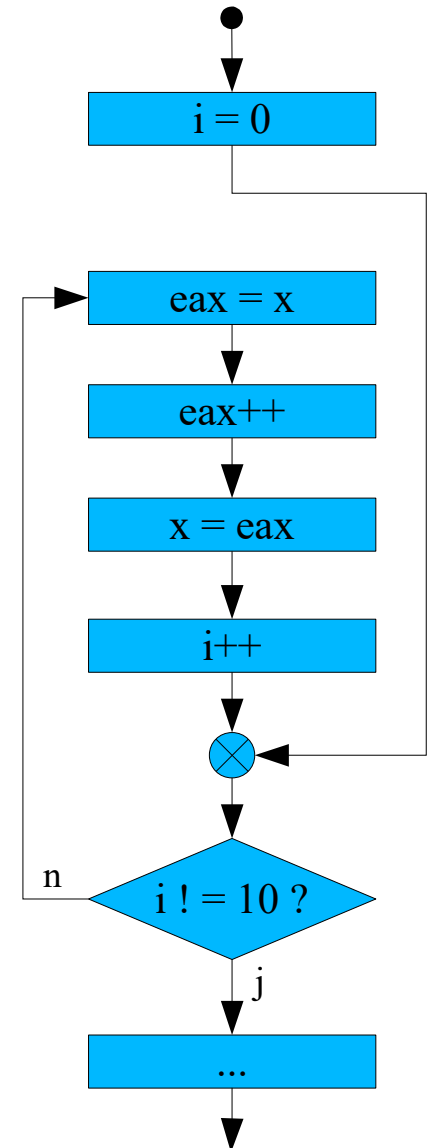 i = 0
eax = x
eax++
x = eax
i++
n
i ! = 10 ?
j
...